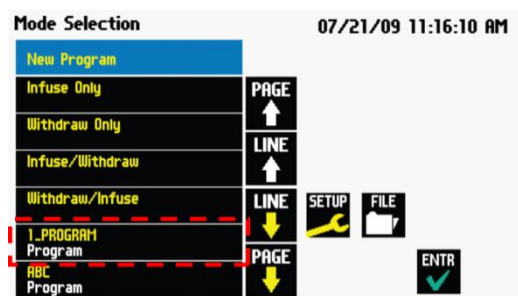 Mode Selection 07/21/09 11:16:10 AM
New Program
Infuse Only
Withdraw Only
Infuse/Withdraw
Withdraw/Infuse
1_PROGRAM
Program
ABC
Program
PAGE
LINE
LINE
PAGE
SETUP
FILE
ENTR